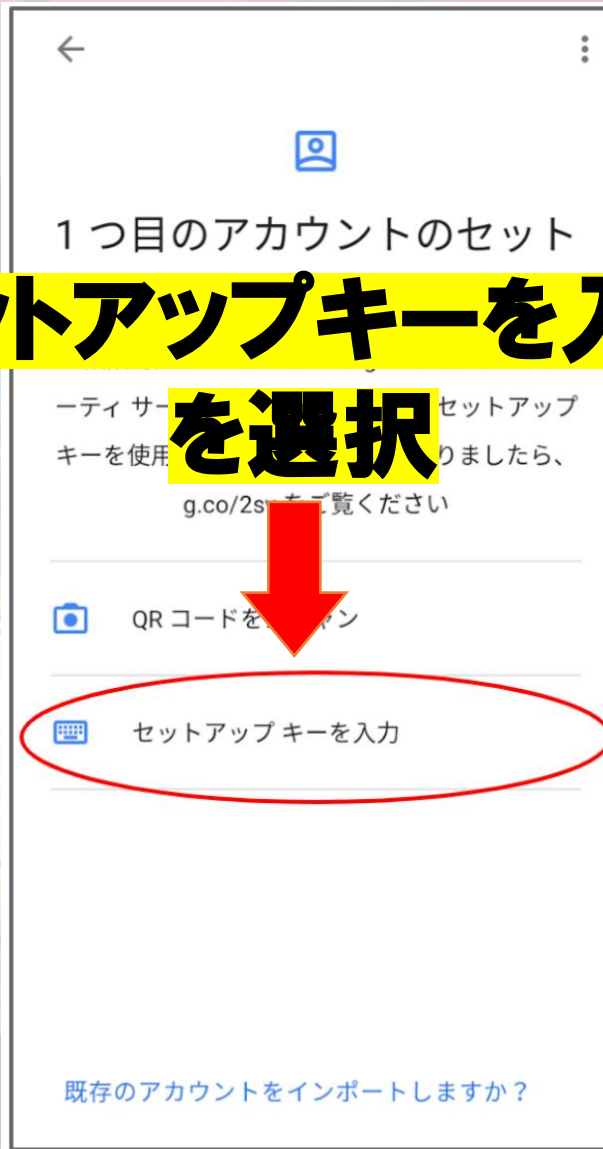 1 つ目のアカウントのセット
トアップキーを入
を選択
ーティ サー
セットアップ
キーを使用
りましたら、
g.co/2s
ご覧ください
QR コードを
ン
セットアップ キーを入力
既存のアカウントをインポートしますか？